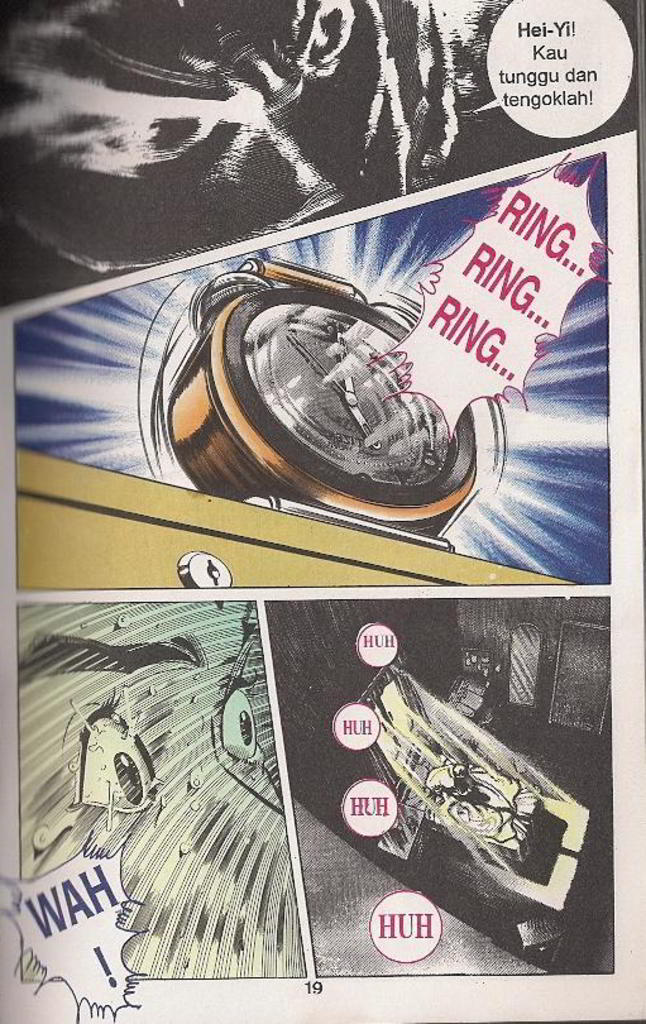 Hei-Yi!
Kau
tunggu dan
tengoklah!
RING...
RING...
RING...
WAH
!
HUH
HUH
HUH
HUH
19